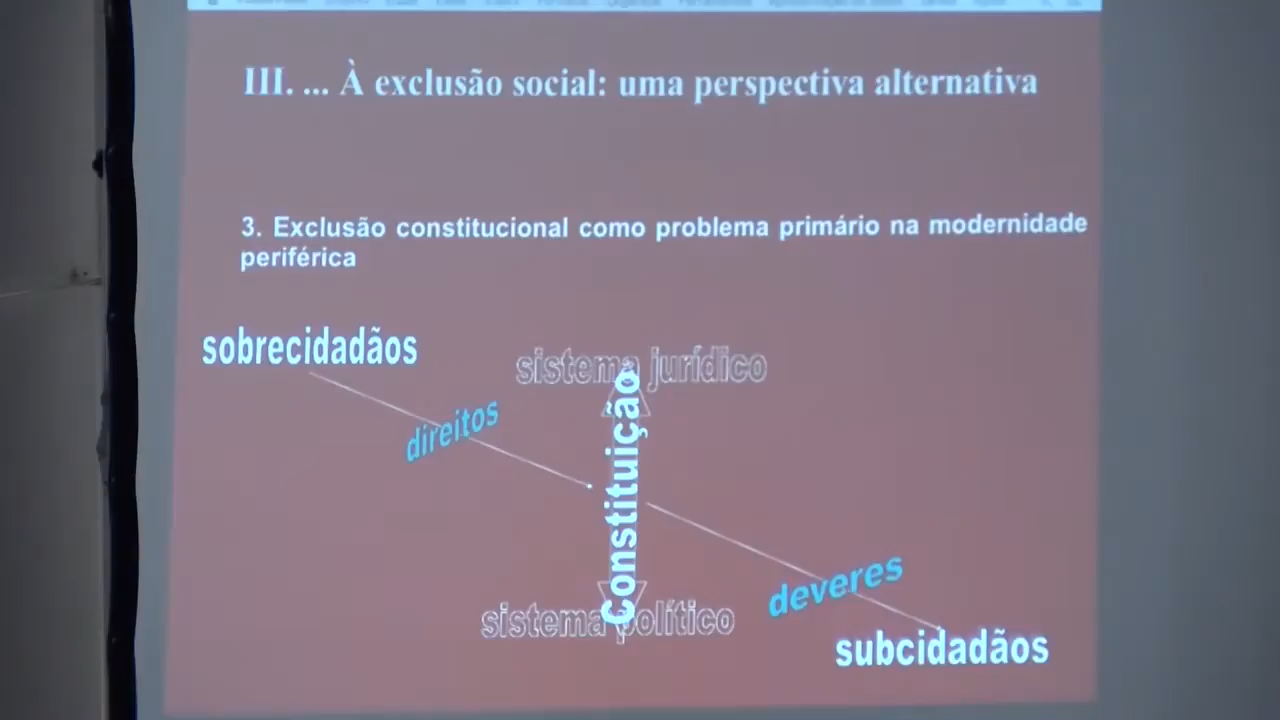 III. ... À exclusão social: uma perspectiva alternativa
3. Exclusão constitucional como problema primário na modernidade
periférica
sobrecidadãos
sistema jurídico
direitos
Constituição
deveres
sistema político
subcidadãos